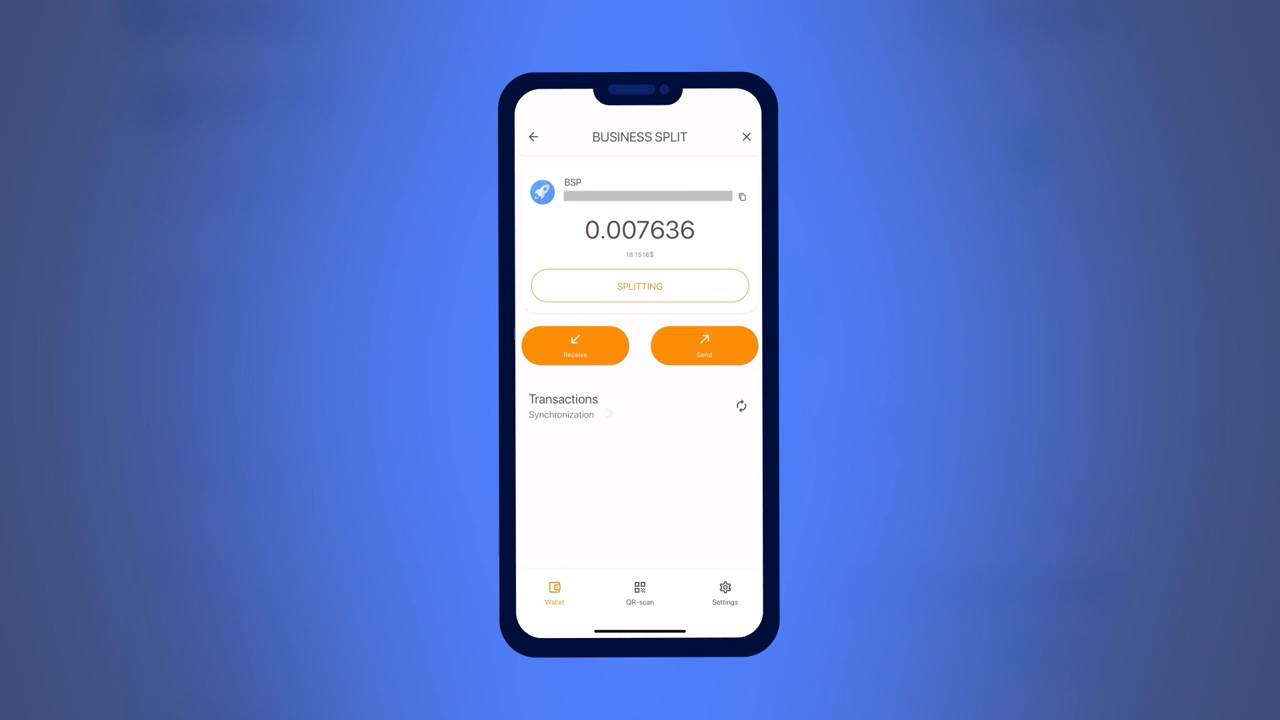 BUSINESS SPLIT
BSP
0.007636
18.1516$
SPLITTING
Receive
Send
Transactions
Synchronization
Wallet
QR-scan
Settings